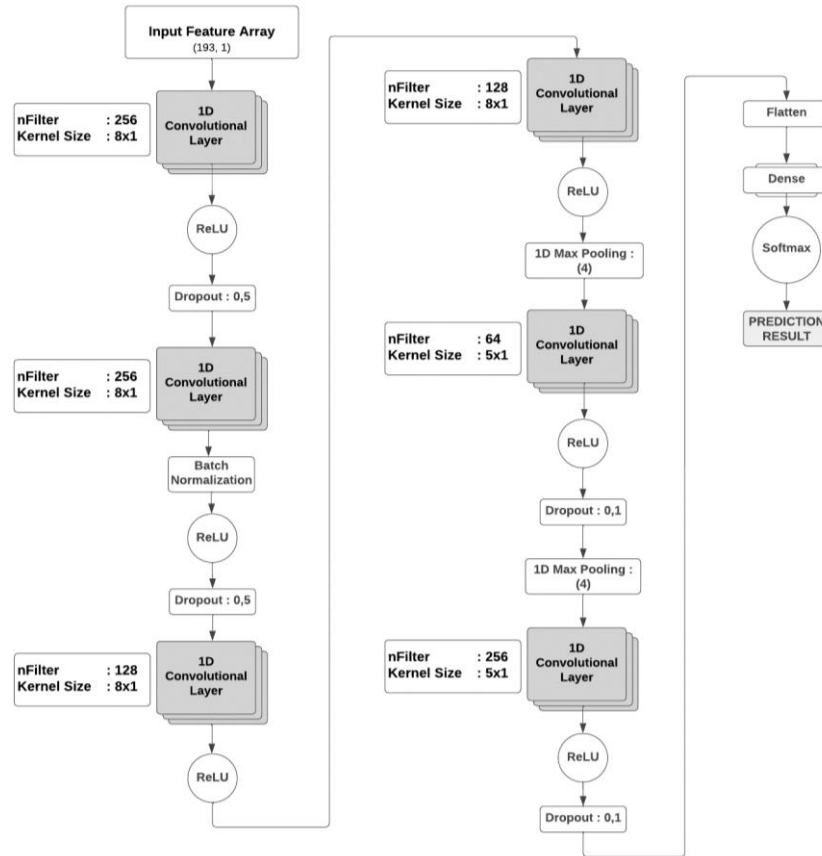 Input Feature Array
(193, 1)
nFilter : 256
Kernel Size : 8x1
1D
Convolutional
Layer
ReLU
Dropout : 0,5
nFilter : 256
Kernel Size : 8x1
1D
Convolutional
Layer
Batch
Normalization
ReLU
Dropout : 0,5
nFilter : 128
Kernel Size : 8x1
1D
Convolutional
Layer
ReLU
nFilter : 128
Kernel Size : 8x1
1D
Convolutional
Layer
ReLU
1D Max Pooling :
(4)
nFilter : 64
Kernel Size : 5x1
1D
Convolutional
Layer
ReLU
Dropout : 0,1
1D Max Pooling :
(4)
nFilter : 256
Kernel Size : 5x1
1D
Convolutional
Layer
ReLU
Dropout : 0,1
Flatten
Dense
Softmax
PREDICTION
RESULT